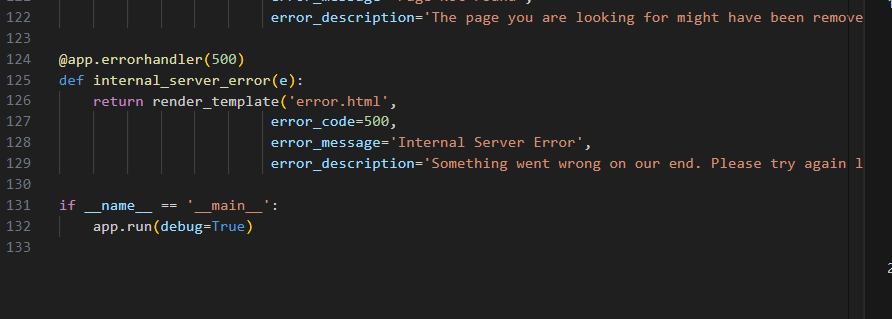 122 error_description='The page you are looking for might have been remove
123
124 @app.errorhandler(500)
125 def internal_server_error(e):
126 return render_template('error.html',
127 error_code=500,
128 error_message='Internal Server Error',
129 error_description='Something went wrong on our end. Please try again l
130
131 if __name__ == '__main__':
132 app.run(debug=True)
133